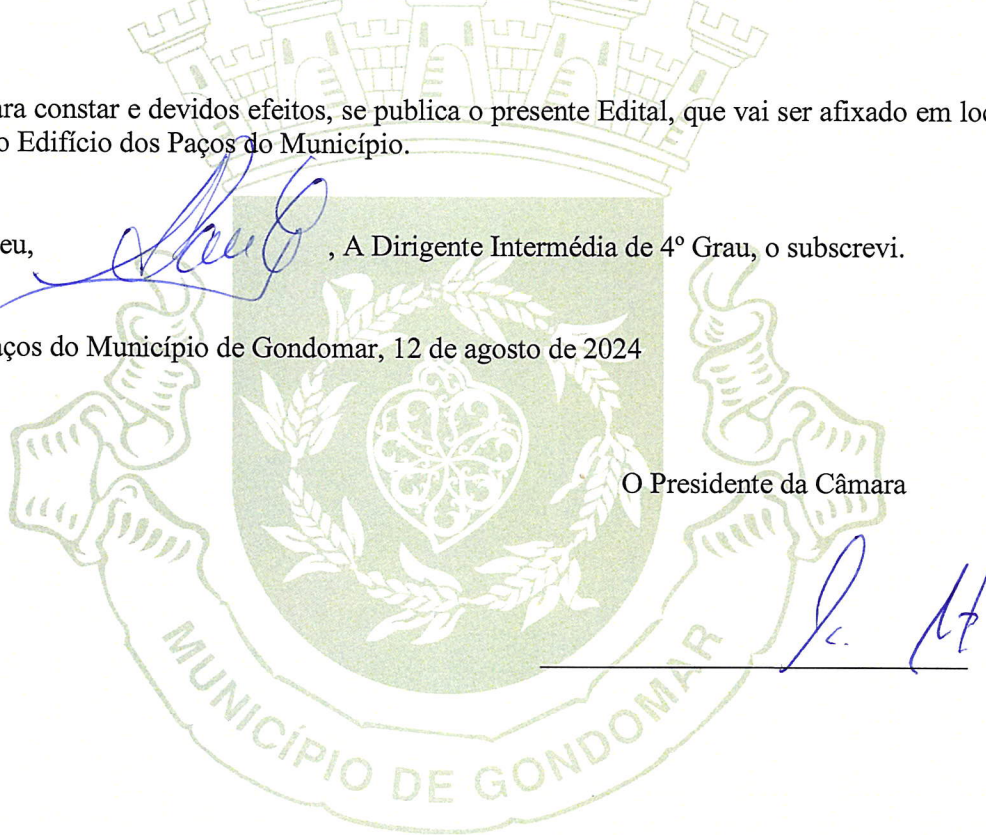 ara constar e devidos efeitos, se publica o presente Edital, que vai ser afixado em loc
o Edifício dos Paços do Município.
eu, , A Dirigente Intermédia de 4º Grau, o subscrevi.
aços do Município de Gondomar, 12 de agosto de 2024
O Presidente da Câmara
MUNICÍPIO DE GONDOMAR